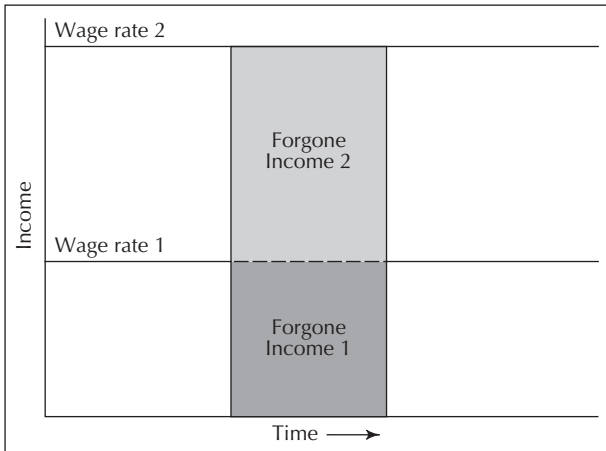 Wage rate 2
Forgone
Income 2
Income
Wage rate 1
Forgone
Income 1
Time